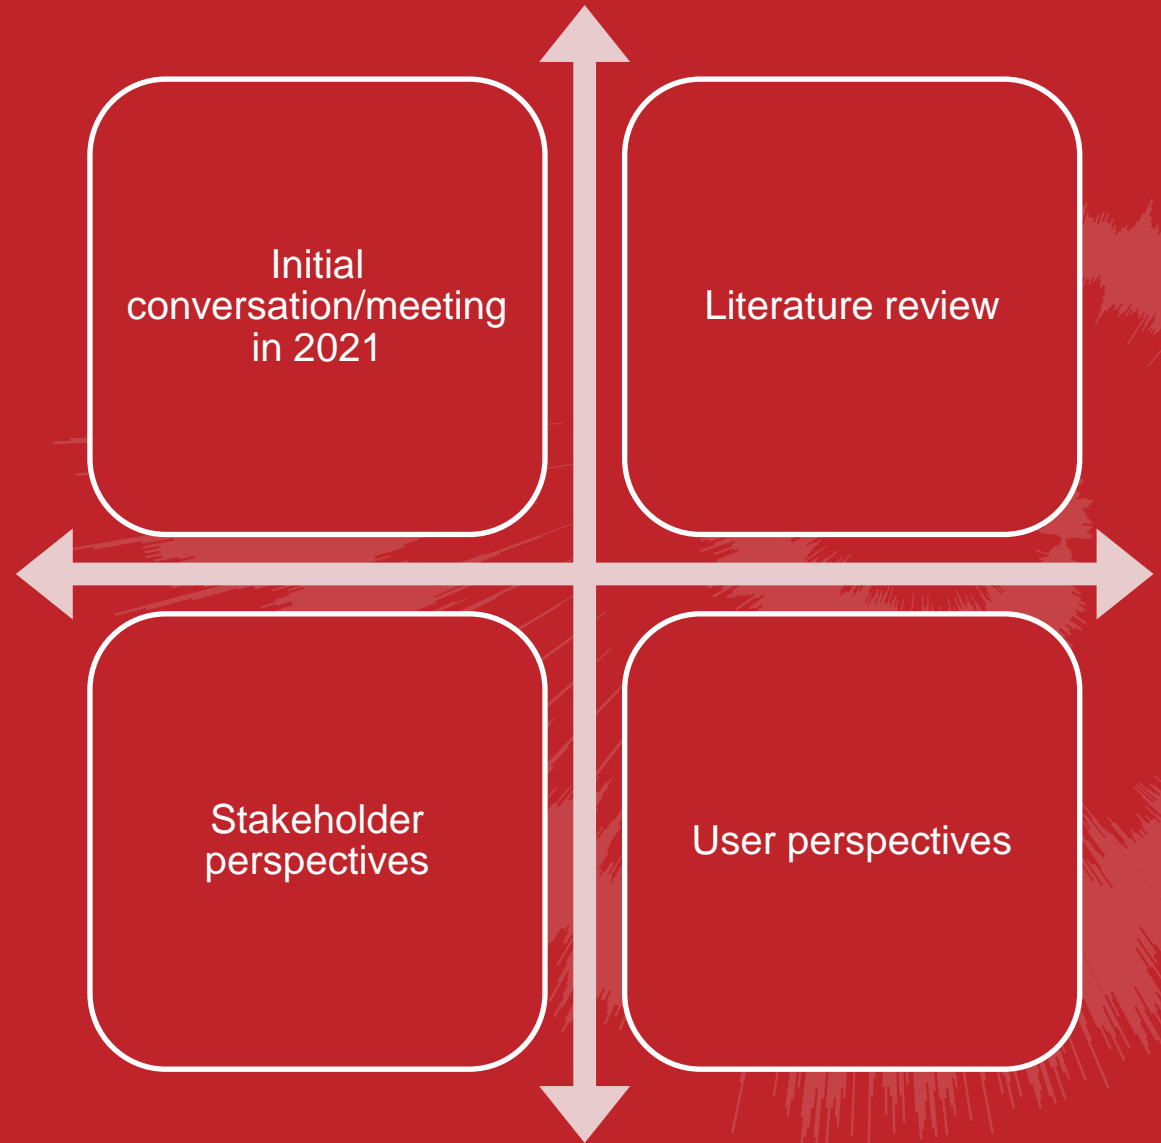 Initial
conversation/meeting
in 2021
Literature review
Stakeholder
perspectives
User perspectives